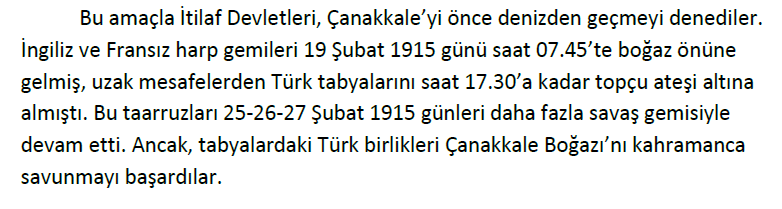 Bu amaçla İtilaf Devletleri, Çanakkale’yi önce denizden geçmeyi denediler.
İngiliz ve Fransız harp gemileri 19 Şubat 1915 günü saat 07.45’te boğaz önüne
gelmiş, uzak mesafelerden Türk tabyalarını saat 17.30’a kadar topçu ateşi altına
almıştı. Bu taarruzları 25-26-27 Şubat 1915 günleri daha fazla savaş gemisiyle
devam etti. Ancak, tabyalardaki Türk birlikleri Çanakkale Boğazı’nı kahramanca
savunmayı başardılar.